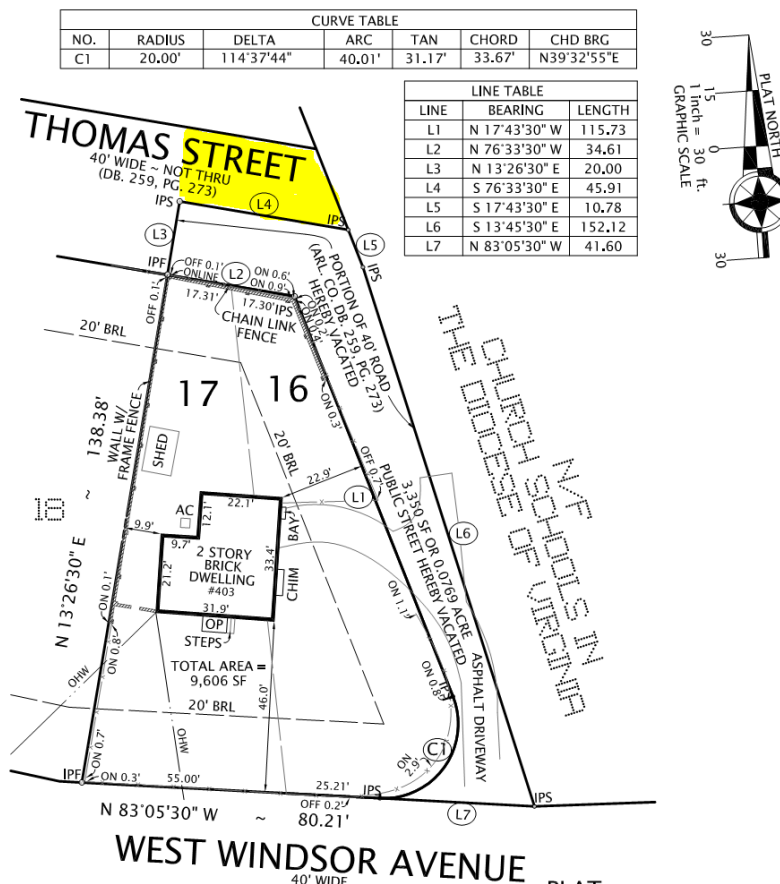 CURVE TABLE
NO. RADIUS DELTA ARC TAN CHORD CHD BRG
C1 20.00' 114°37'44" 40.01' 31.17' 33.67' N39°32'55"E
LINE TABLE
LINE BEARING LENGTH
L1 N 17°43'30" W 115.73
L2 N 76°33'30" W 34.61
L3 N 13°26'30" E 20.00
L4 S 76°33'30" E 45.91
L5 S 17°43'30" E 10.78
L6 S 13°45'30" E 152.12
L7 N 83°05'30" W 41.60
30
15
0
30
1 inch = 30 ft.
GRAPHIC SCALE
PLAT NORTH
THOMAS STREET
40' WIDE ~ NOT THRU
(DB. 259, PG. 273)
IPS
L4
IPS
L3
L5
IPS
IPF
OFF 0.1'
ONLINE
L2
ON 0.6'
ON 0.9'
OFF 0.1'
17.31'
17.30'
IPS
ON 0.2'
ON 0.4'
CHAIN LINK
FENCE
PORTION OF 40' ROAD
(ARL. CO. DB. 259, PG. 273)
HEREBY VACATED
20' BRL
17
16
ON 0.3'
WALL W/
FRAME FENCE
138.38'
~
N 13°26'30" E
18
SHED
20' BRL
22.9'
OFF 0.7'
L1
3,350 SF OR 0.0769 ACRE
PUBLIC STREET HEREBY VACATED
L6
N/F
CHURCH SCHOOLS IN
THE DIOCESE OF VIRGINIA
AC
22.1'
12.1'
BAY
9.9'
9.7'
2 STORY
BRICK
DWELLING
#403
33.4'
21.2'
CHIM
31.9'
ON 0.1'
OP
STEPS
ON 1.1'
ON 0.8'
TOTAL AREA =
9,606 SF
OHW
46.0'
ASPHALT DRIVEWAY
ON 0.8'
IPS
20' BRL
OHW
ON 0.7'
ON
2.9'
C1
IPF
ON 0.3'
55.00'
25.21'
OFF 0.2'
IPS
IPS
L7
N 83°05'30" W ~ 80.21'
WEST WINDSOR AVENUE
40' WIDE
PLAT